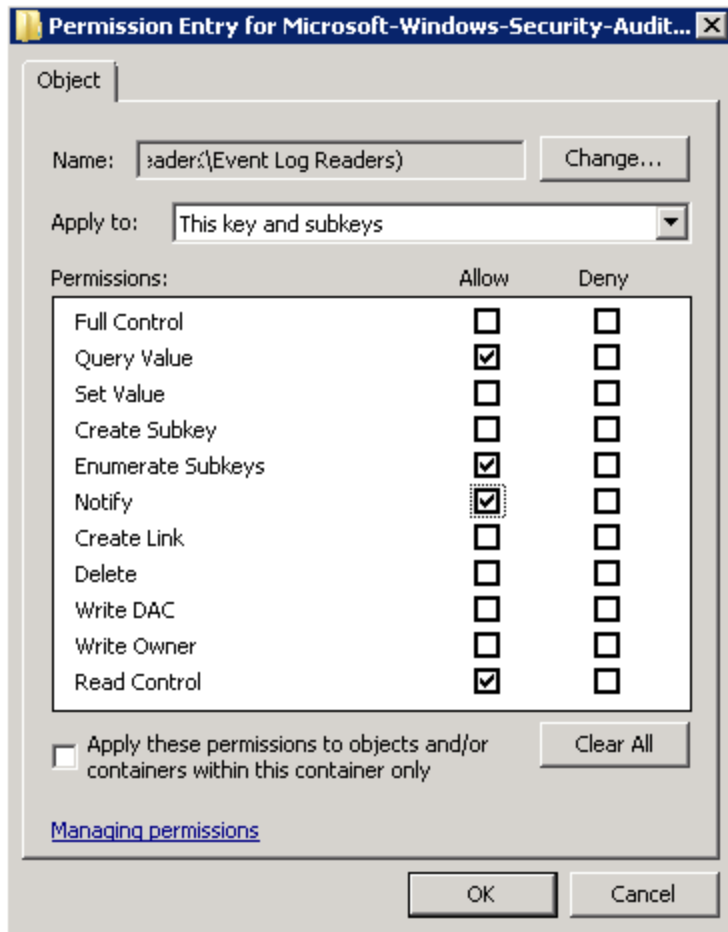 Permission Entry for Microsoft-Windows-Security-Audit...
Object
Name: \Event Log Readers) Change...
Apply to: This key and subkeys
Permissions: Allow Deny
Full Control
Query Value
Set Value
Create Subkey
Enumerate Subkeys
Notify
Create Link
Delete
Write DAC
Write Owner
Read Control
Apply these permissions to objects and/or
containers within this container only
Clear All
Managing permissions
OK Cancel